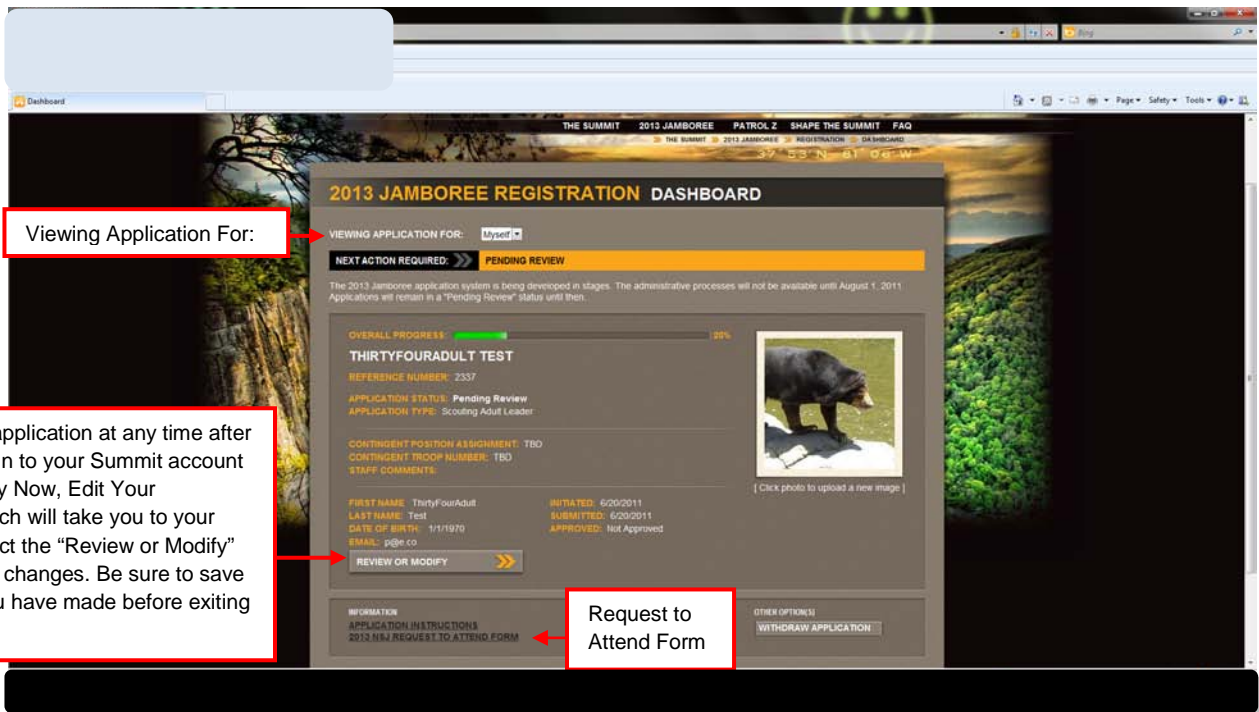 Bing
Dashboard
Page Safety Tools
THE SUMMIT 2013 JAMBOREE PATROL Z SHAPE THE SUMMIT FAQ
THE SUMMIT 2013 JAMBOREE REGISTRATION DASHBOARD
37 53 N 81 06 W
2013 JAMBOREE REGISTRATION DASHBOARD
Viewing Application For:
VIEWING APPLICATION FOR: Myself
NEXT ACTION REQUIRED: PENDING REVIEW
The 2013 Jamboree application system is being developed in stages. The administrative processes will not be available until August 1, 2011.
Applications will remain in a "Pending Review" status until then.
OVERALL PROGRESS: 20%
THIRTYFOURADULT TEST
REFERENCE NUMBER: 2337
APPLICATION STATUS: Pending Review
APPLICATION TYPE: Scouting Adult Leader
CONTINGENT POSITION ASSIGNMENT: TBD
CONTINGENT TROOP NUMBER: TBD
STAFF COMMENTS:
[ Click photo to upload a new image ]
FIRST NAME ThirtyFourAdult INITIATED: 6/20/2011
LAST NAME: Test SUBMITTED: 6/20/2011
DATE OF BIRTH: 1/1/1970 APPROVED: Not Approved
EMAIL: p@e.co
REVIEW OR MODIFY
application at any time after
n to your Summit account
y Now, Edit Your
ch will take you to your
ct the “Review or Modify”
changes. Be sure to save
u have made before exiting
INFORMATION
APPLICATION INSTRUCTIONS
2013 NSJ REQUEST TO ATTEND FORM
Request to
Attend Form
OTHER OPTION(S)
WITHDRAW APPLICATION